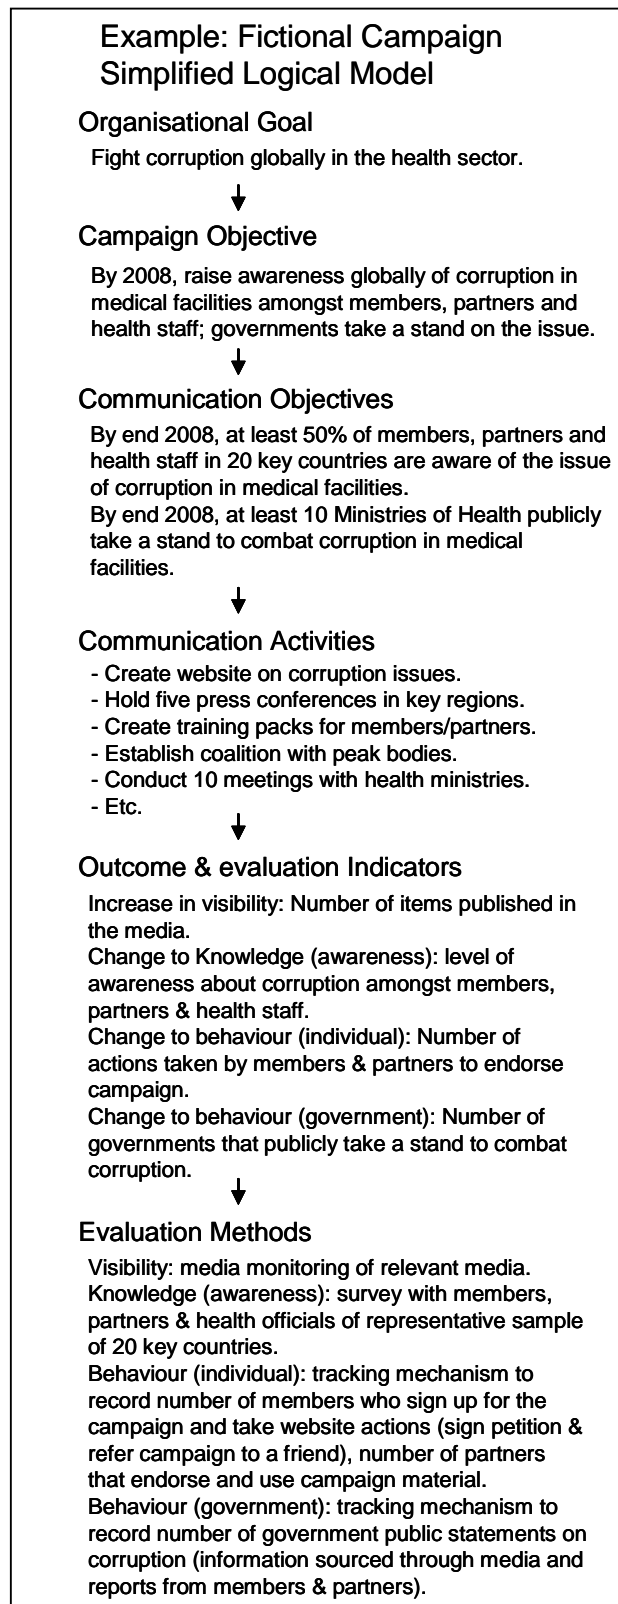 Example: Fictional Campaign
Simplified Logical Model
Organisational Goal
Fight corruption globally in the health sector.
Campaign Objective
By 2008, raise awareness globally of corruption in
medical facilities amongst members, partners and
health staff; governments take a stand on the issue.
Communication Objectives
By end 2008, at least 50% of members, partners and
health staff in 20 key countries are aware of the issue
of corruption in medical facilities.
By end 2008, at least 10 Ministries of Health publicly
take a stand to combat corruption in medical
facilities.
Communication Activities
- Create website on corruption issues.
- Hold five press conferences in key regions.
- Create training packs for members/partners.
- Establish coalition with peak bodies.
- Conduct 10 meetings with health ministries.
- Etc.
Outcome & evaluation Indicators
Increase in visibility: Number of items published in
the media.
Change to Knowledge (awareness): level of
awareness about corruption amongst members,
partners & health staff.
Change to behaviour (individual): Number of
actions taken by members & partners to endorse
campaign.
Change to behaviour (government): Number of
governments that publicly take a stand to combat
corruption.
Evaluation Methods
Visibility: media monitoring of relevant media.
Knowledge (awareness): survey with members,
partners & health officials of representative sample
of 20 key countries.
Behaviour (individual): tracking mechanism to
record number of members who sign up for the
campaign and take website actions (sign petition &
refer campaign to a friend), number of partners
that endorse and use campaign material.
Behaviour (government): tracking mechanism to
record number of government public statements on
corruption (information sourced through media and
reports from members & partners).